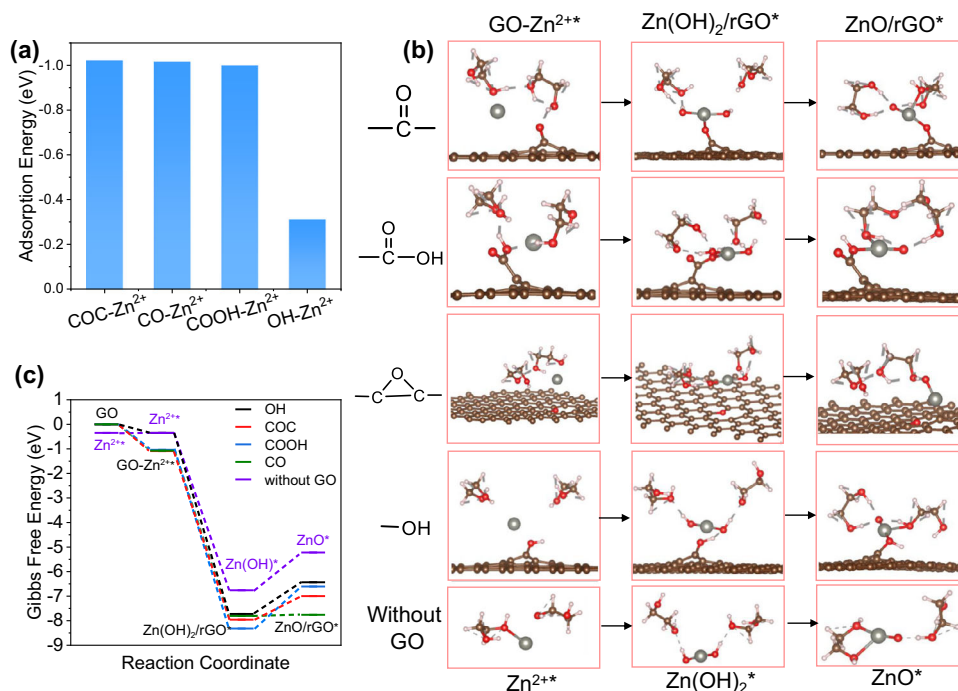 (a)
Adsorption Energy (eV)
-1.0
-0.8
-0.6
-0.4
-0.2
0.0
COC-Zn²⁺
CO-Zn²⁺
COOH-Zn²⁺
OH-Zn²⁺
(b)
GO-Zn²⁺*
Zn(OH)₂/rGO*
ZnO/rGO*
O
C
O
C
OH
O
C
C
OH
Without
GO
Zn²⁺*
Zn(OH)₂*
ZnO*
(c)
Gibbs Free Energy (eV)
1
0
-1
-2
-3
-4
-5
-6
-7
-8
-9
GO
Zn²⁺*
Zn²⁺*
GO-Zn²⁺*
OH
COC
COOH
CO
without GO
Zn(OH)*
ZnO*
Zn(OH)₂/rGO*
ZnO/rGO*
Reaction Coordinate